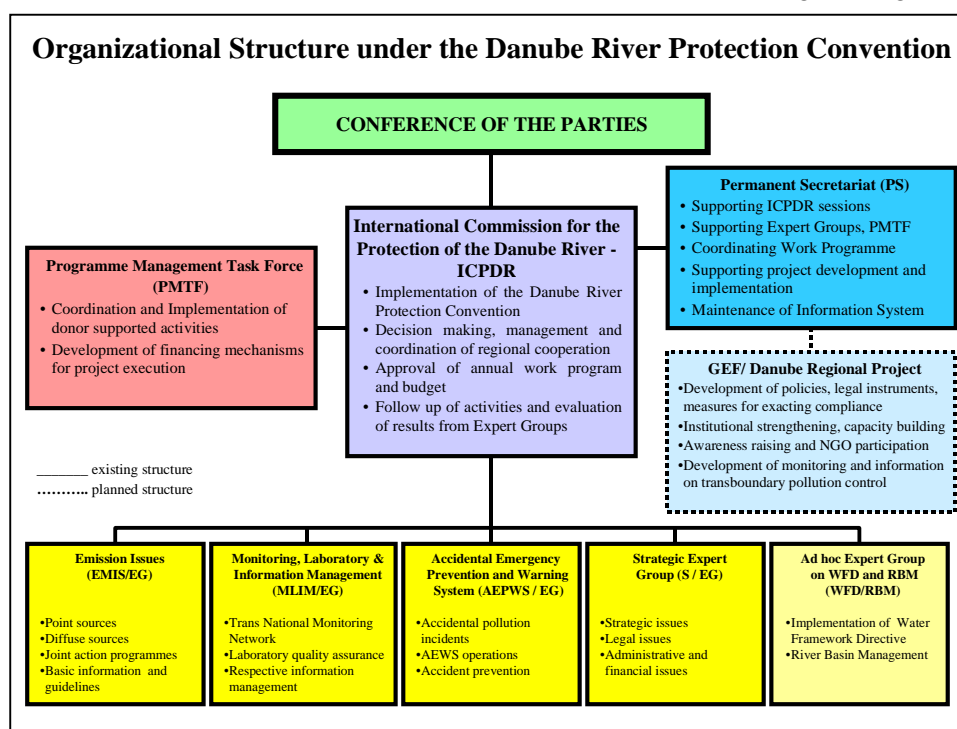 Organizational Structure under the Danube River Protection Convention
CONFERENCE OF THE PARTIES
Permanent Secretariat (PS)
• Supporting ICPDR sessions
• Supporting Expert Groups, PMTF
• Coordinating Work Programme
• Supporting project development and
implementation
• Maintenance of Information System
International Commission for the
Protection of the Danube River -
ICPDR
• Implementation of the Danube River
Protection Convention
• Decision making, management and
coordination of regional cooperation
• Approval of annual work program
and budget
• Follow up of activities and evaluation
of results from Expert Groups
Programme Management Task Force
(PMTF)
• Coordination and Implementation of
donor supported activities
• Development of financing mechanisms
for project execution
GEF/ Danube Regional Project
•Development of policies, legal instruments,
measures for exacting compliance
•Institutional strengthening, capacity building
•Awareness raising and NGO participation
•Development of monitoring and information
on transboundary pollution control
_______ existing structure
……….. planned structure
Emission Issues
(EMIS/EG)
•Point sources
•Diffuse sources
•Joint action programmes
•Basic information and
guidelines
Monitoring, Laboratory &
Information Management
(MLIM/EG)
•Trans National Monitoring
Network
•Laboratory quality assurance
•Respective information
management
Accidental Emergency
Prevention and Warning
System (AEPWS / EG)
•Accidental pollution
incidents
•AEWS operations
•Accident prevention
Strategic Expert
Group (S / EG)
•Strategic issues
•Legal issues
•Administrative and
financial issues
Ad hoc Expert Group
on WFD and RBM
(WFD/RBM)
•Implementation of Water
Framework Directive
•River Basin Management